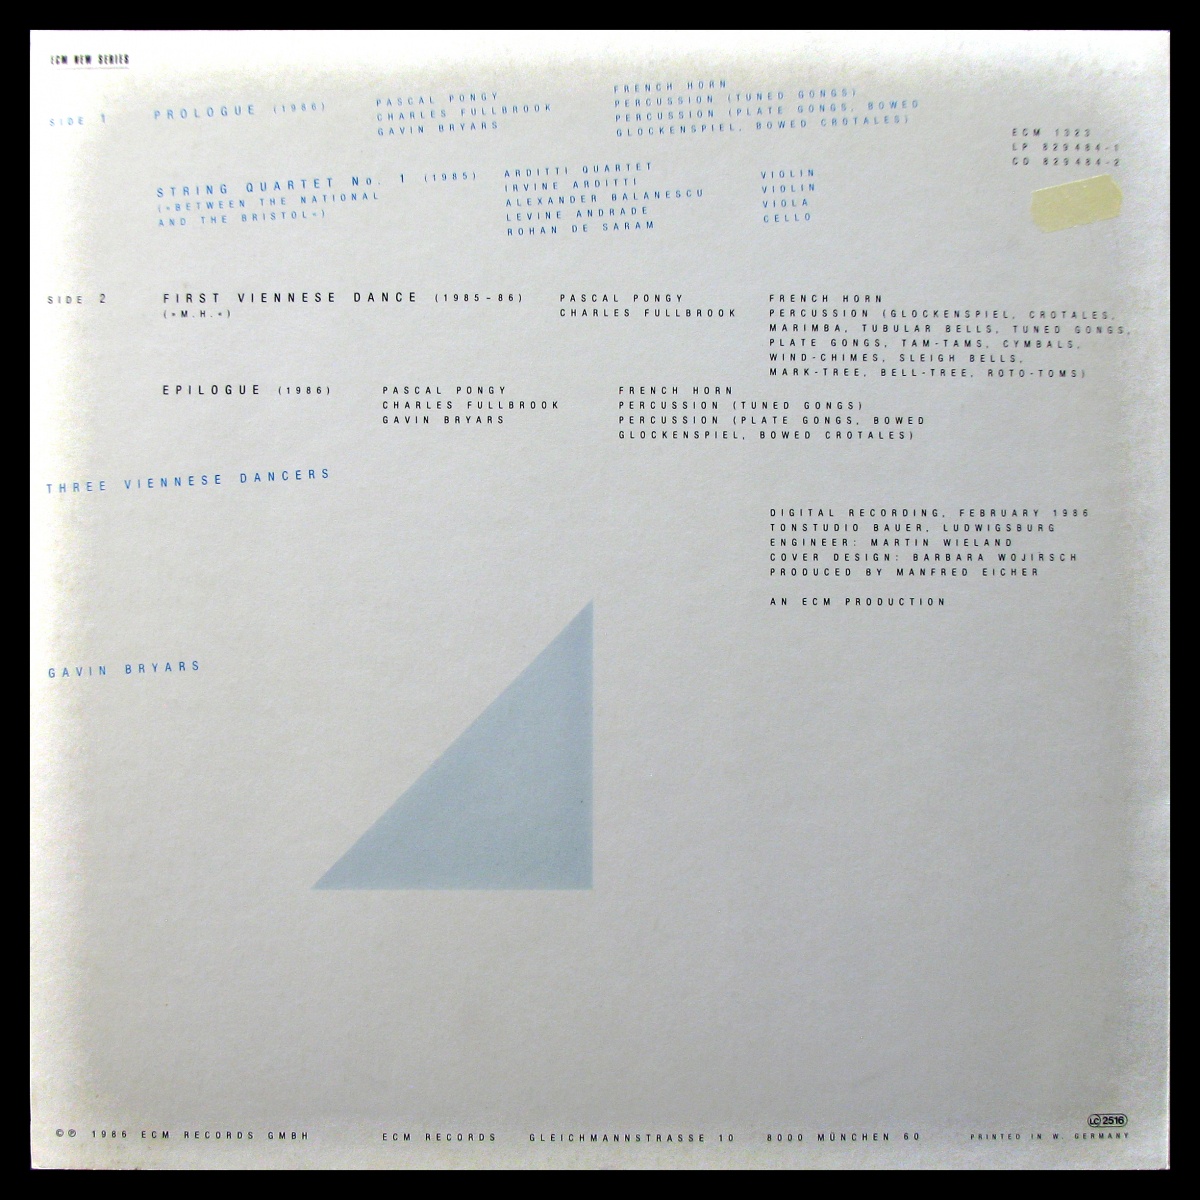 ECM NEW SERIES
SIDE 1
PROLOGUE (1986)
PASCAL PONGY
CHARLES FULLBROOK
GAVIN BRYARS
FRENCH HORN
PERCUSSION (TUNED GONGS)
PERCUSSION (PLATE GONGS, BOWED
GLOCKENSPIEL, BOWED CROTALES)
ECM 1323
LP 829484-1
CD 829484-2
STRING QUARTET No. 1 (1985)
(»BETWEEN THE NATIONAL
AND THE BRISTOL«)
ARDITTI QUARTET
IRVINE ARDITTI
ALEXANDER BALANESCU
LEVINE ANDRADE
ROHAN DE SARAM
VIOLIN
VIOLIN
VIOLA
CELLO
SIDE 2
FIRST VIENNESE DANCE (1985-86)
(»M.H.«)
PASCAL PONGY
CHARLES FULLBROOK
FRENCH HORN
PERCUSSION (GLOCKENSPIEL, CROTALES,
MARIMBA, TUBULAR BELLS, TUNED GONGS,
PLATE GONGS, TAM-TAMS, CYMBALS,
WIND-CHIMES, SLEIGH BELLS,
MARK-TREE, BELL-TREE, ROTO-TOMS)
EPILOGUE (1986)
PASCAL PONGY
CHARLES FULLBROOK
GAVIN BRYARS
FRENCH HORN
PERCUSSION (TUNED GONGS)
PERCUSSION (PLATE GONGS, BOWED
GLOCKENSPIEL, BOWED CROTALES)
THREE VIENNESE DANCERS
DIGITAL RECORDING, FEBRUARY 1986
TONSTUDIO BAUER, LUDWIGSBURG
ENGINEER: MARTIN WIELAND
COVER DESIGN: BARBARA WOJIRSCH
PRODUCED BY MANFRED EICHER
AN ECM PRODUCTION
GAVIN BRYARS
LC 2516
©℗ 1986 ECM RECORDS GMBH
ECM RECORDS GLEICHMANNSTRASSE 10 8000 MÜNCHEN 60
PRINTED IN W. GERMANY